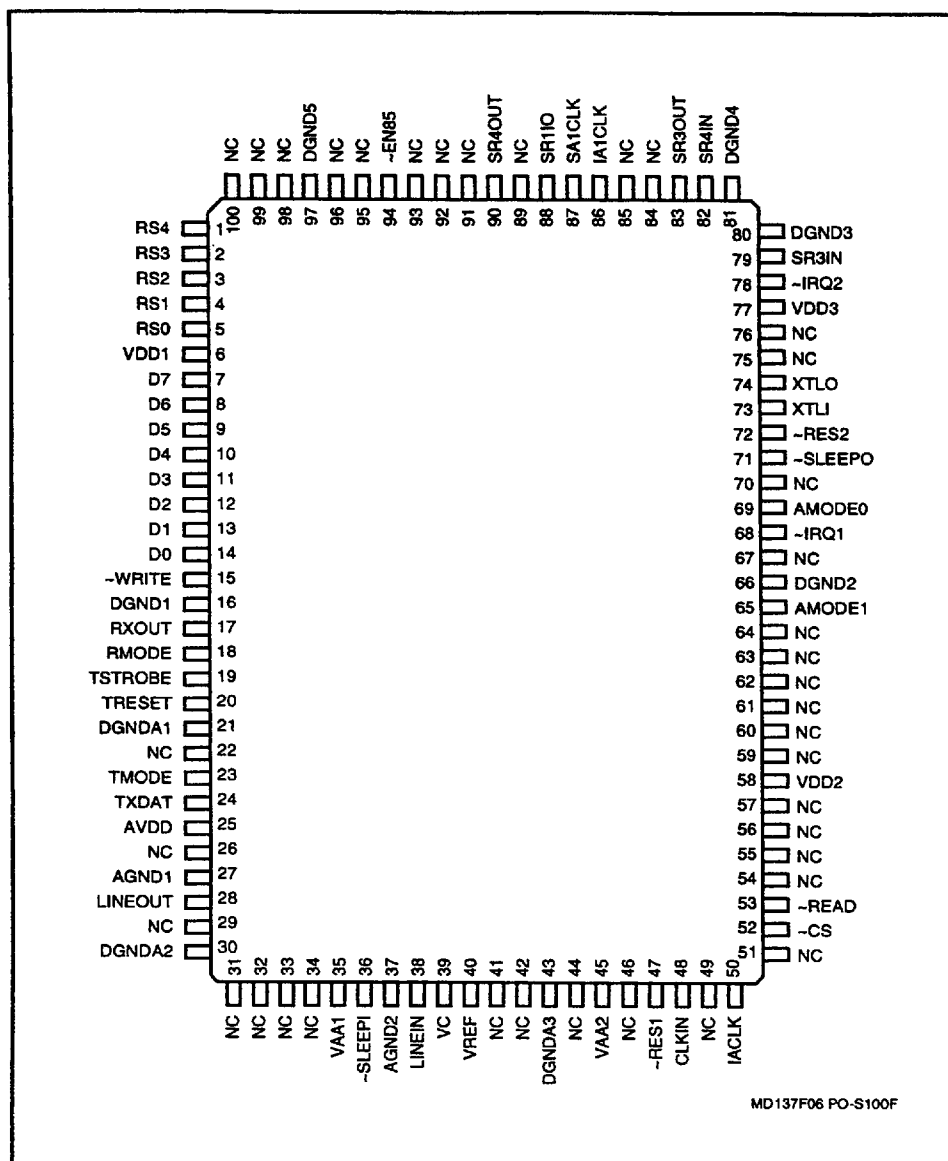 NC NC NC DGND5 NC NC ~EN85 NC NC NC SR4OUT NC SR1IO SA1CLK IA1CLK NC NC SR3OUT SR4IN DGND4
100 99 98 97 96 95 94 93 92 91 90 89 88 87 86 85 84 83 82 81
RS4 1
RS3 2
RS2 3
RS1 4
RS0 5
VDD1 6
D7 7
D6 8
D5 9
D4 10
D3 11
D2 12
D1 13
D0 14
~WRITE 15
DGND1 16
RXOUT 17
RMODE 18
TSTROBE 19
TRESET 20
DGNDA1 21
NC 22
TMODE 23
TXDAT 24
AVDD 25
NC 26
AGND1 27
LINEOUT 28
NC 29
DGNDA2 30
80 DGND3
79 SR3IN
78 ~IRQ2
77 VDD3
76 NC
75 NC
74 XTLO
73 XTLI
72 ~RES2
71 ~SLEEPO
70 NC
69 AMODE0
68 ~IRQ1
67 NC
66 DGND2
65 AMODE1
64 NC
63 NC
62 NC
61 NC
60 NC
59 NC
58 VDD2
57 NC
56 NC
55 NC
54 NC
53 ~READ
52 ~CS
51 NC
31 32 33 34 35 36 37 38 39 40 41 42 43 44 45 46 47 48 49 50
NC NC NC NC VAA1 ~SLEEPI AGND2 LINEIN VC VREF NC NC DGNDA3 NC VAA2 NC ~RES1 CLKIN NC IACLK
MD137F06 PO-S100F